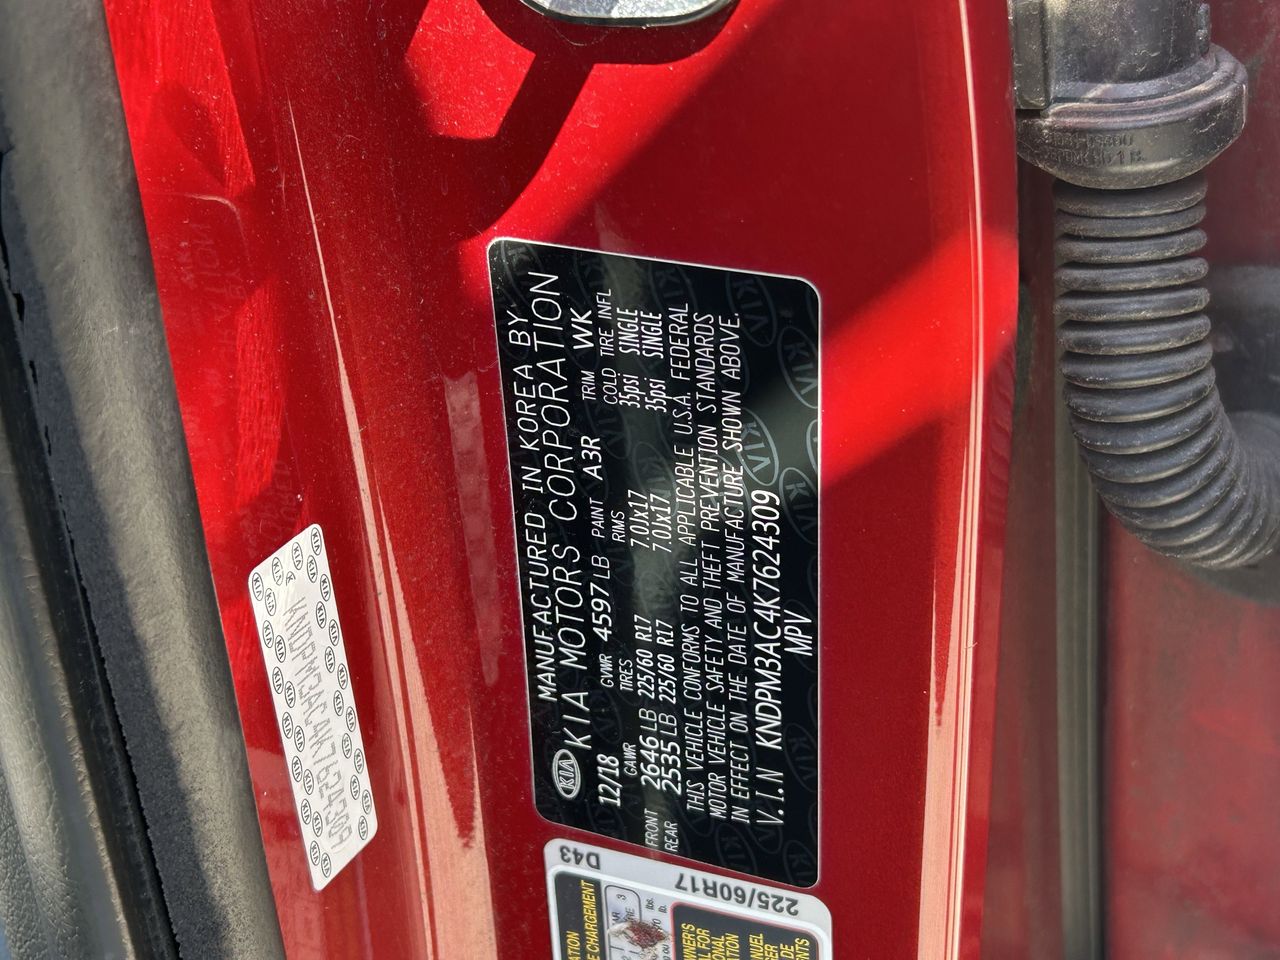 MANUFACTURED IN KOREA BY
KIA KIA MOTORS CORPORATION
12/18 GVWR 4597 LB PAINT A3R TRIM WK
GAWR TIRES RIMS COLD TIRE INFL
FRONT 2646 LB 225/60 R17 7.0Jx17 35psi SINGLE
REAR 2535 LB 225/60 R17 7.0Jx17 35psi SINGLE
THIS VEHICLE CONFORMS TO ALL APPLICABLE U.S.A. FEDERAL
MOTOR VEHICLE SAFETY AND THEFT PREVENTION STANDARDS
IN EFFECT ON THE DATE OF MANUFACTURE SHOWN ABOVE.
V.I.N KNDPM3AC4K7624309
MPV
KNDPM3AC4K7624309
D43
225/60R17
CHARGEMENT